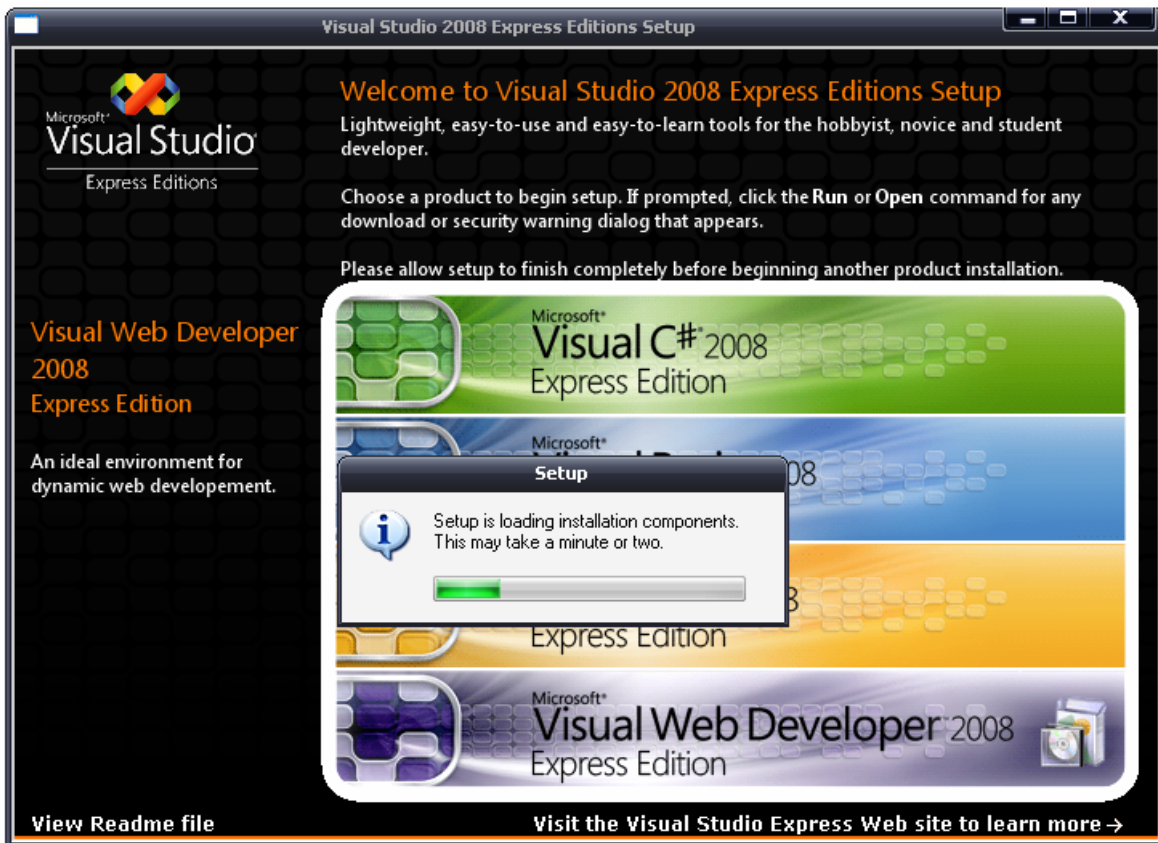 Visual Studio 2008 Express Editions Setup
Microsoft
Visual Studio
Express Editions
Welcome to Visual Studio 2008 Express Editions Setup
Lightweight, easy-to-use and easy-to-learn tools for the hobbyist, novice and student
developer.
Choose a product to begin setup. If prompted, click the Run or Open command for any
download or security warning dialog that appears.
Please allow setup to finish completely before beginning another product installation.
Visual Web Developer
2008
Express Edition
An ideal environment for
dynamic web developement.
Microsoft
Visual C# 2008
Express Edition
Microsoft
08
Setup
Setup is loading installation components.
This may take a minute or two.
Express Edition
Microsoft
Visual Web Developer 2008
Express Edition
View Readme file
Visit the Visual Studio Express Web site to learn more →